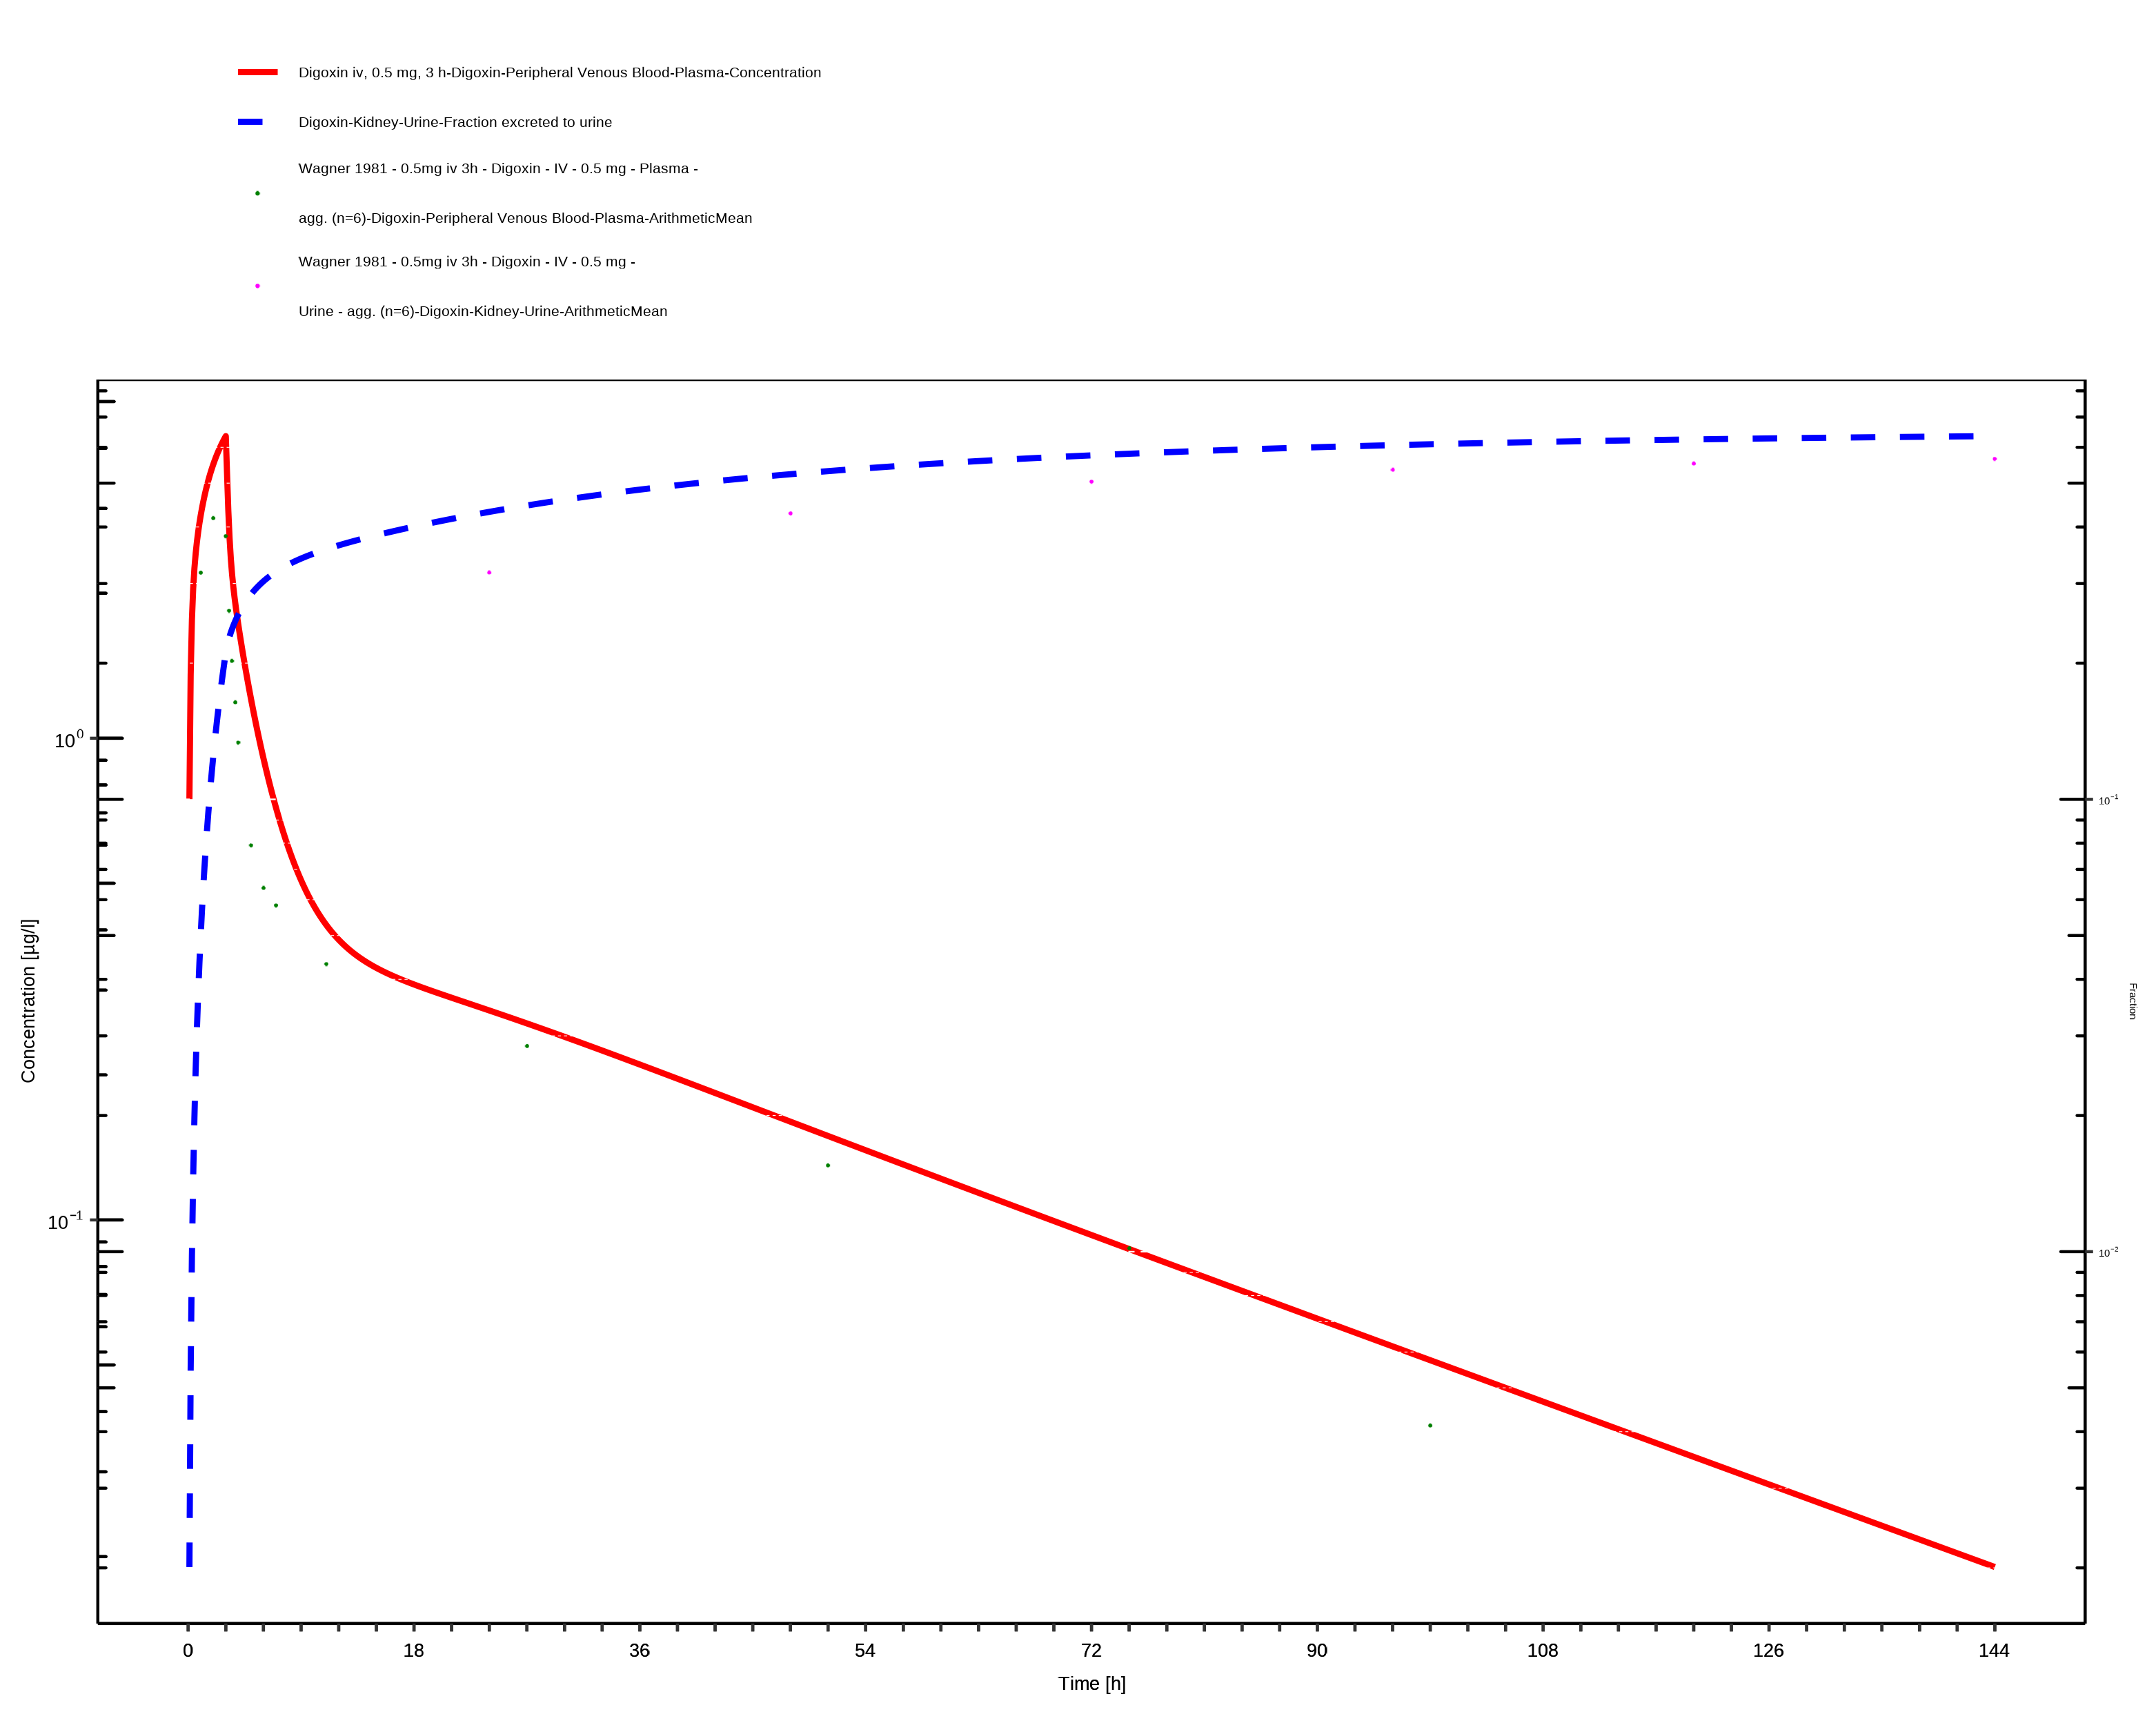 Digoxin iv, 0.5 mg, 3 h-Digoxin-Peripheral Venous Blood-Plasma-Concentration
Digoxin-Kidney-Urine-Fraction excreted to urine
Wagner 1981 - 0.5mg iv 3h - Digoxin - IV - 0.5 mg - Plasma -
agg. (n=6)-Digoxin-Peripheral Venous Blood-Plasma-ArithmeticMean
Wagner 1981 - 0.5mg iv 3h - Digoxin - IV - 0.5 mg -
Urine - agg. (n=6)-Digoxin-Kidney-Urine-ArithmeticMean
10⁰
10⁻¹
Concentration [µg/l]
10⁻¹
10⁻²
Fraction
0 18 36 54 72 90 108 126 144
Time [h]